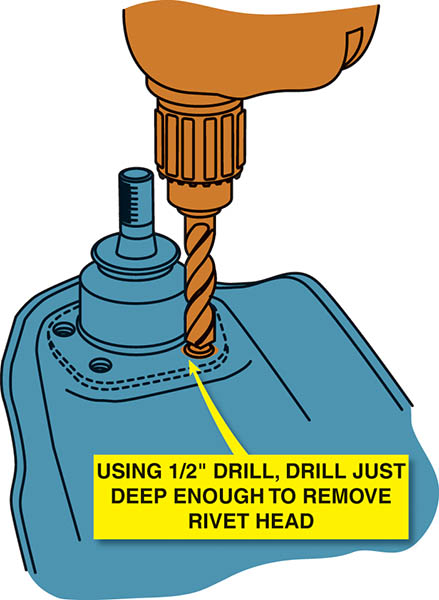 USING 1/2" DRILL, DRILL JUST
DEEP ENOUGH TO REMOVE
RIVET HEAD